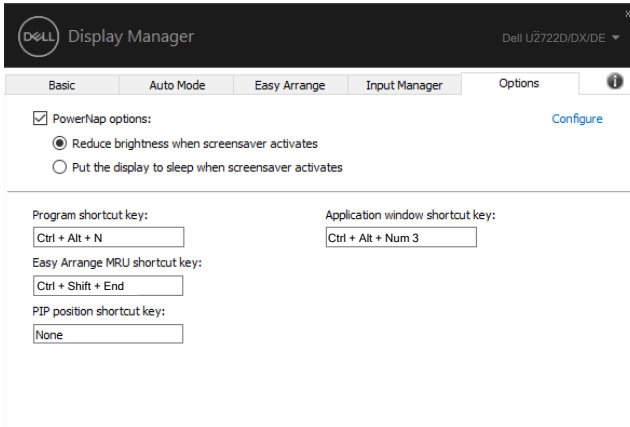 DELL Display Manager
Dell U2722D/DX/DE
Basic Auto Mode Easy Arrange Input Manager Options
PowerNap options: Configure
Reduce brightness when screensaver activates
Put the display to sleep when screensaver activates
Program shortcut key: Application window shortcut key:
Ctrl + Alt + N Ctrl + Alt + Num 3
Easy Arrange MRU shortcut key:
Ctrl + Shift + End
PIP position shortcut key:
None